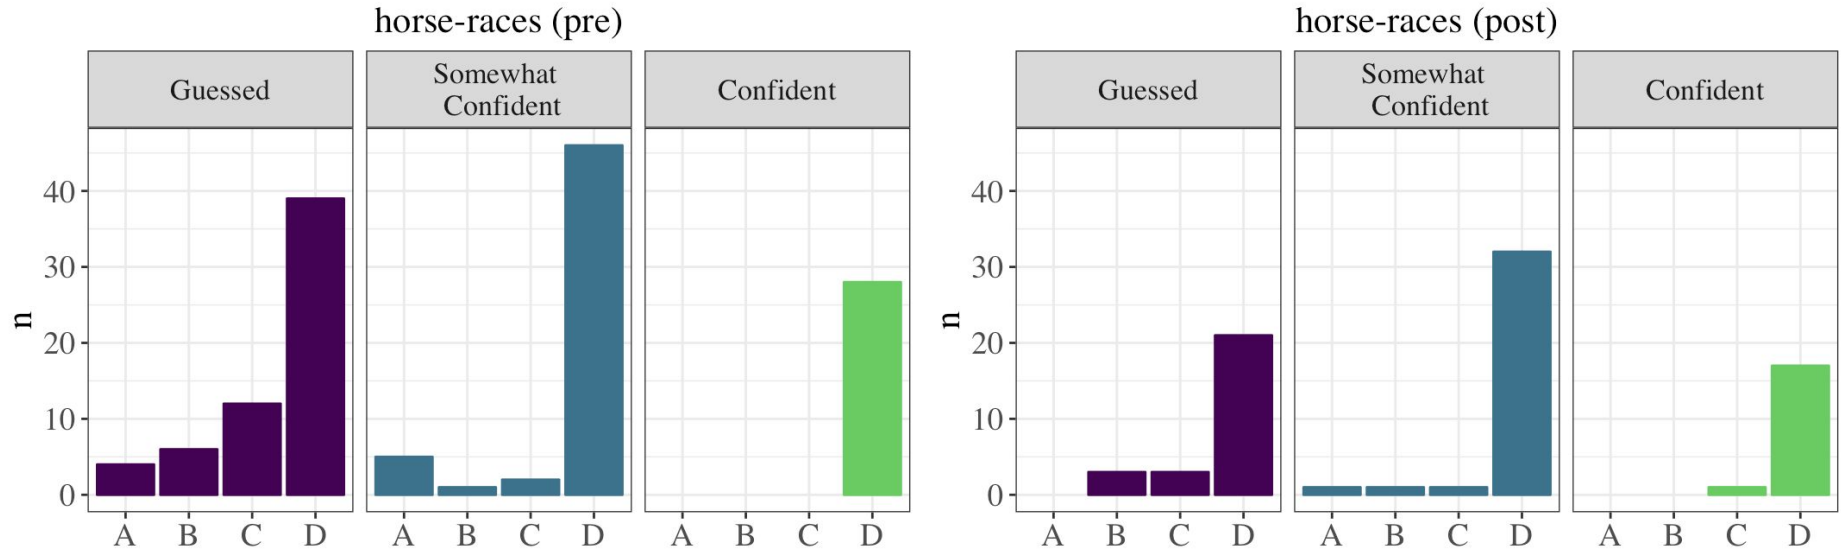 horse-races (pre)
Guessed
Somewhat
Confident
Confident
n
40
30
20
10
0
A B C D
A B C D
A B C D
horse-races (post)
Guessed
Somewhat
Confident
Confident
n
40
30
20
10
0
A B C D
A B C D
A B C D